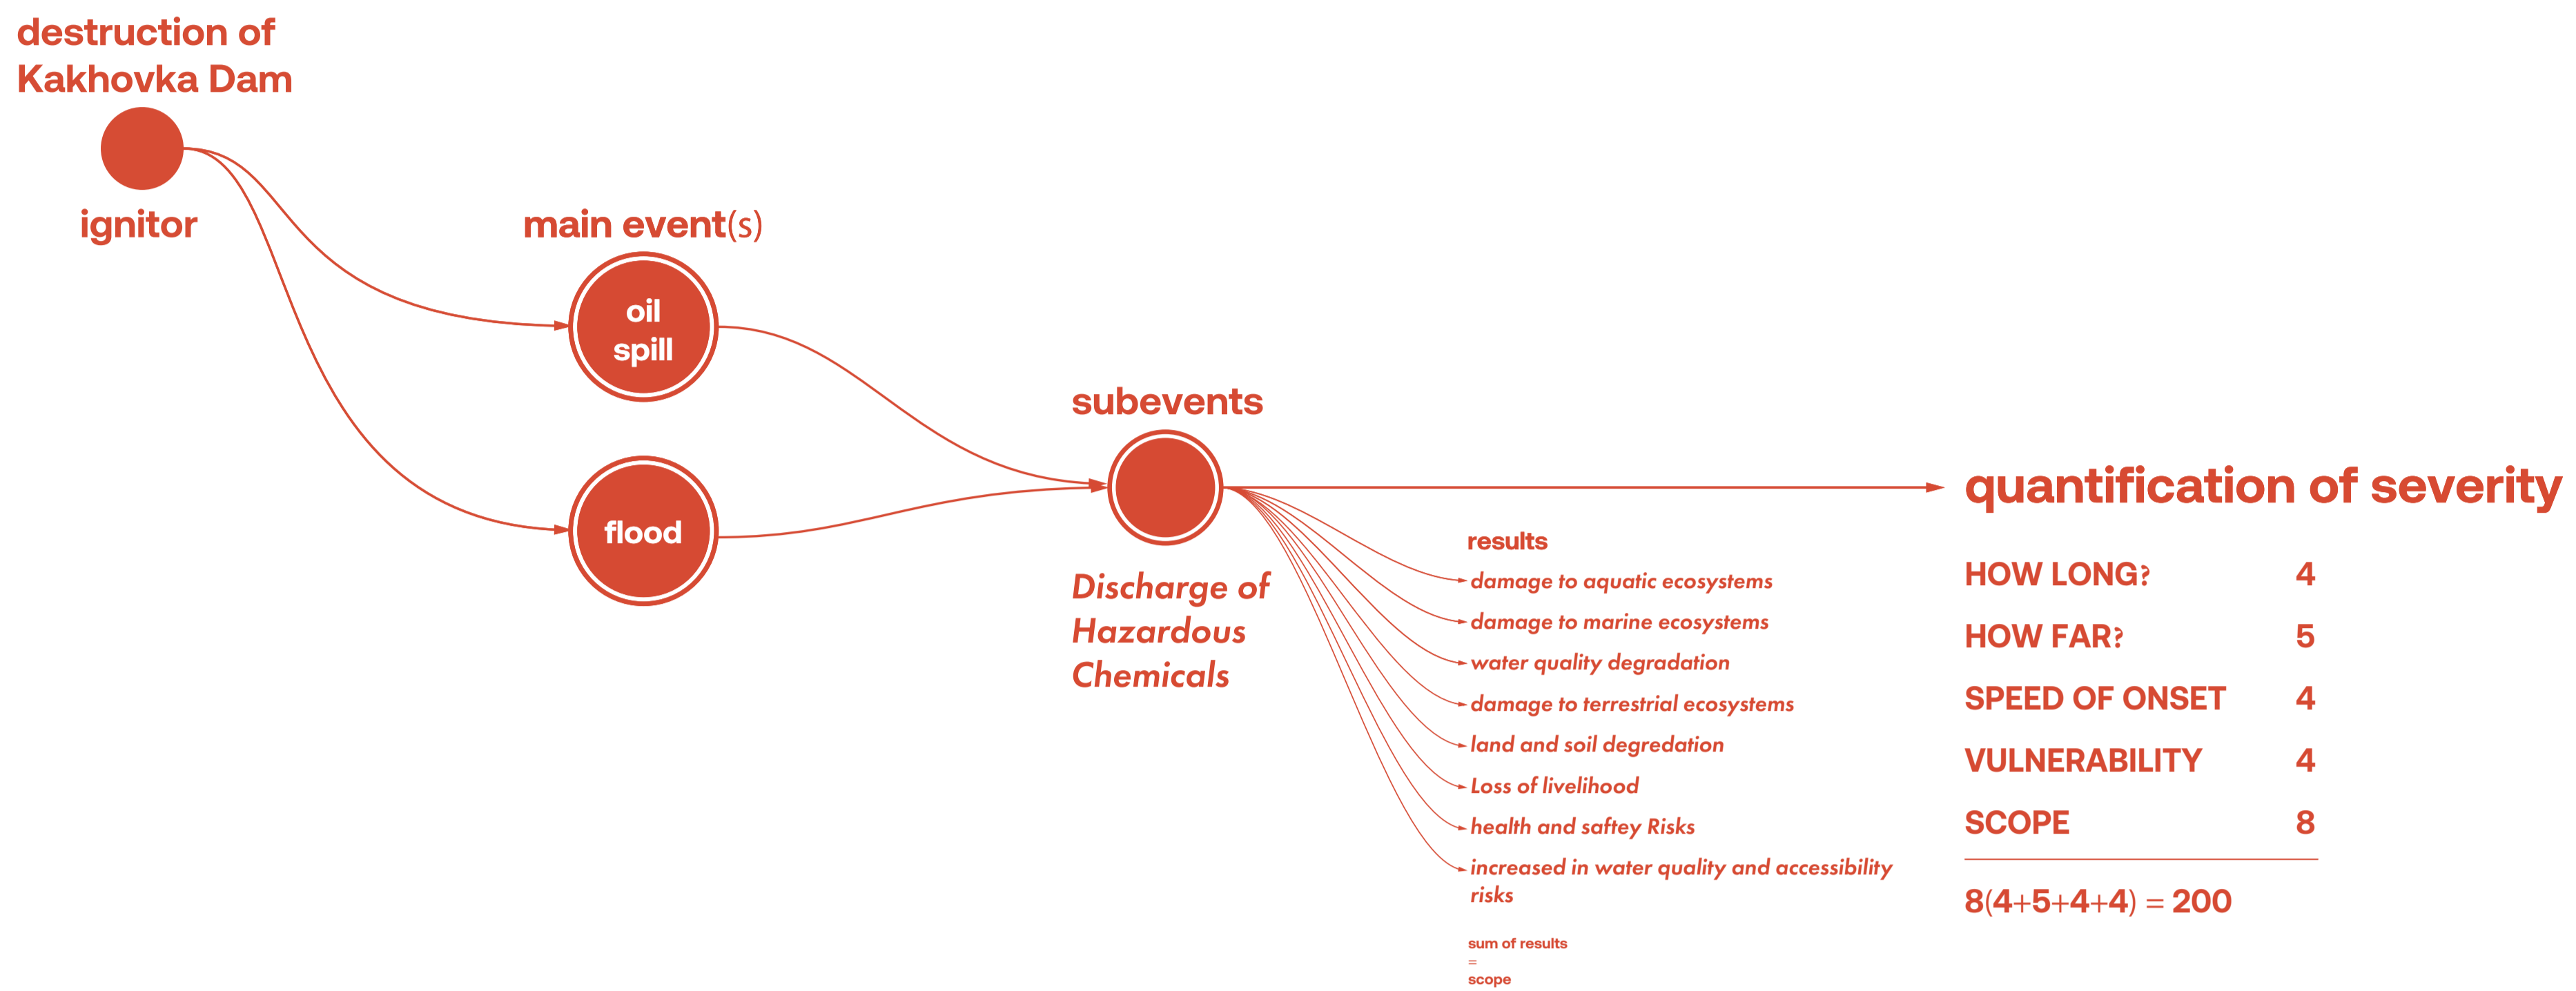 destruction of
Kakhovka Dam
ignitor
main event(s)
oil
spill
flood
subevents
Discharge of
Hazardous
Chemicals
results
damage to aquatic ecosystems
damage to marine ecosystems
water quality degradation
damage to terrestrial ecosystems
land and soil degredation
Loss of livelihood
health and saftey Risks
increased in water quality and accessibility
risks
sum of results
=
scope
quantification of severity
HOW LONG? 4
HOW FAR? 5
SPEED OF ONSET 4
VULNERABILITY 4
SCOPE 8
8(4+5+4+4) = 200